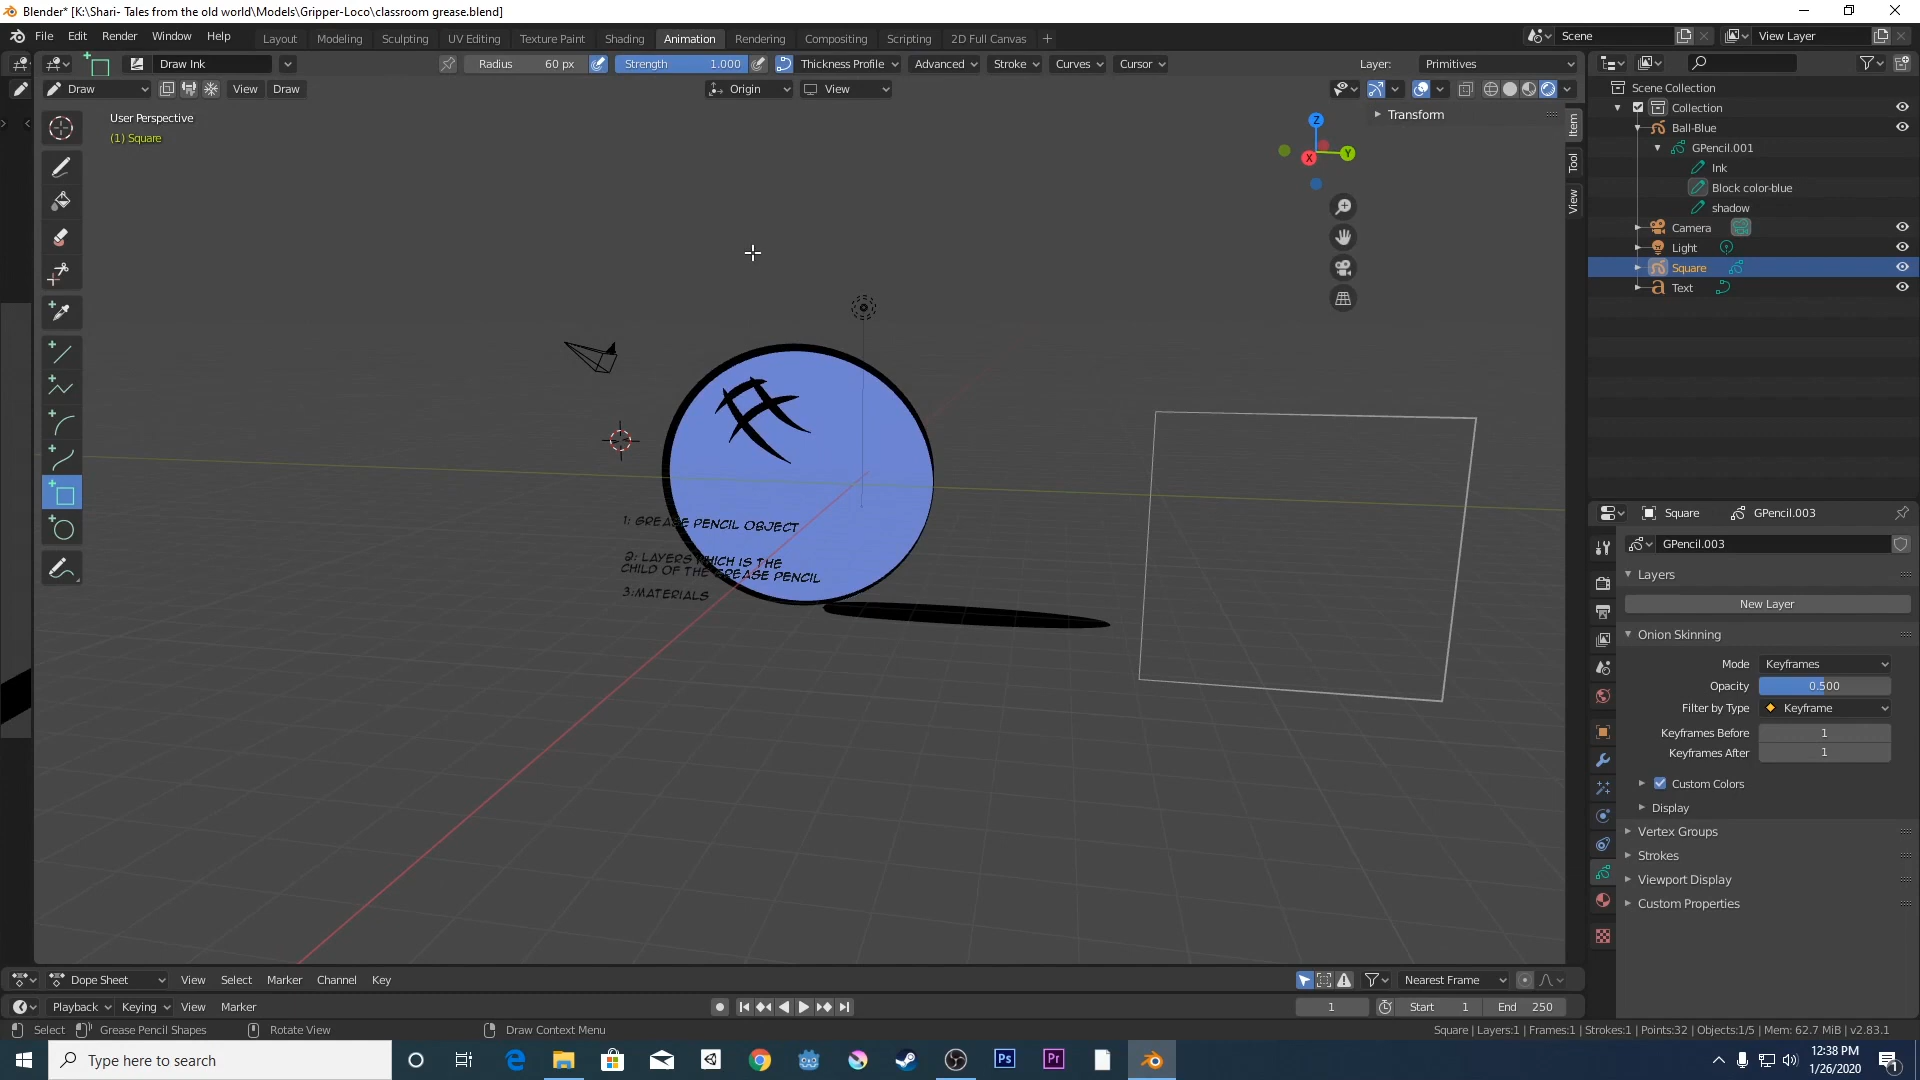 Blender* [K:\Shari- Tales from the old world\Models\Gripper-Loco\classroom grease.blend]
File Edit Render Window Help Layout Modeling Sculpting UV Editing Texture Paint Shading Animation Rendering Compositing Scripting 2D Full Canvas + Scene View Layer
Draw Ink Radius 60 px Strength 1.000 Thickness Profile Advanced Stroke Curves Cursor Layer: Primitives
Draw View Draw Origin View
User Perspective
(1) Square
Transform
Item
Tool
View
Z
Y
X
1: GREASE PENCIL OBJECT
2: LAYERS WHICH IS THE
CHILD OF THE GREASE PENCIL
3:MATERIALS
Scene Collection
Collection
Ball-Blue
GPencil.001
Ink
Block color-blue
shadow
Camera
Light
Square
Text
Square GPencil.003
GPencil.003
Layers
New Layer
Onion Skinning
Mode Keyframes
Opacity 0.500
Filter by Type Keyframe
Keyframes Before 1
Keyframes After 1
Custom Colors
Display
Vertex Groups
Strokes
Viewport Display
Custom Properties
Dope Sheet View Select Marker Channel Key Nearest Frame
Playback Keying View Marker 1 Start 1 End 250
Select Grease Pencil Shapes Rotate View Draw Context Menu Square | Layers:1 | Frames:1 | Strokes:1 | Points:32 | Objects:1/5 | Mem: 62.7 MiB | v2.83.1
Type here to search Ps Pr 12:38 PM
1/26/2020
1